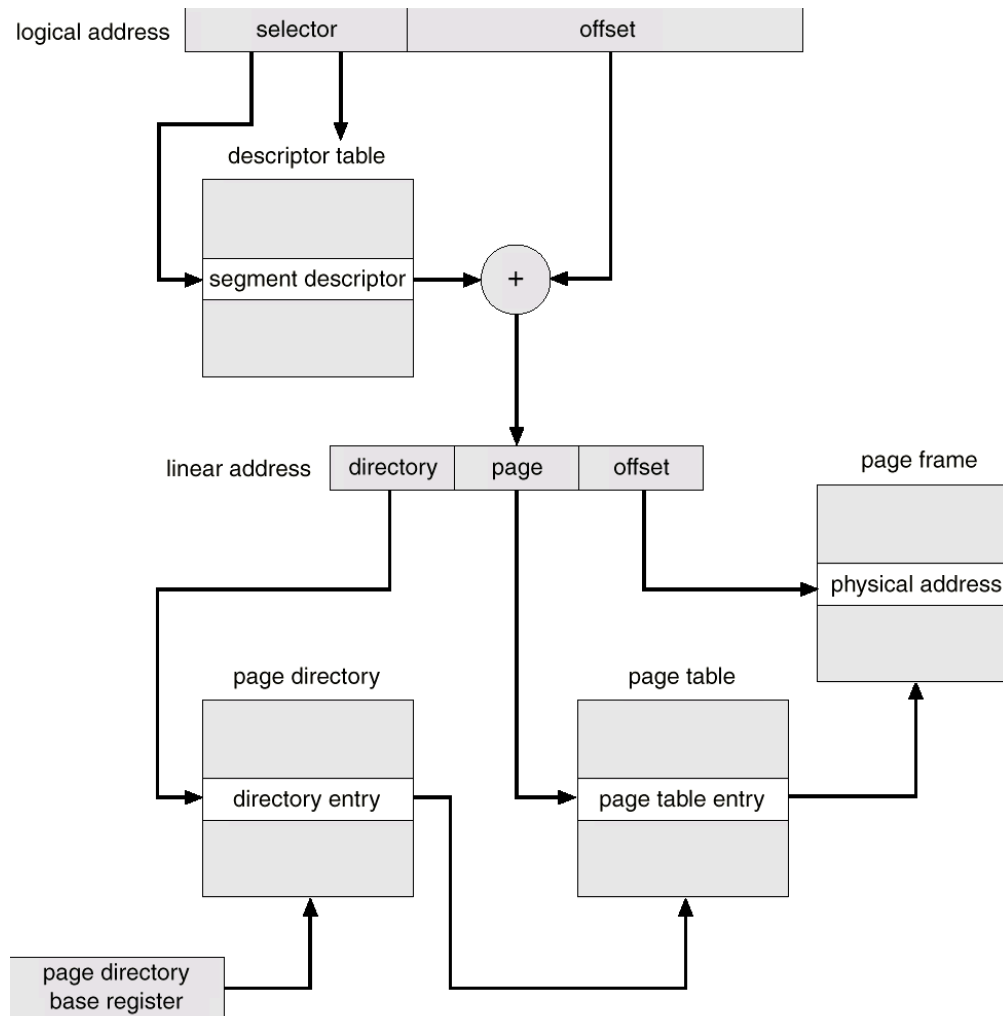 logical address selector offset
descriptor table
segment descriptor +
linear address directory page offset
page frame
physical address
page directory page table
directory entry page table entry
page directory
base register